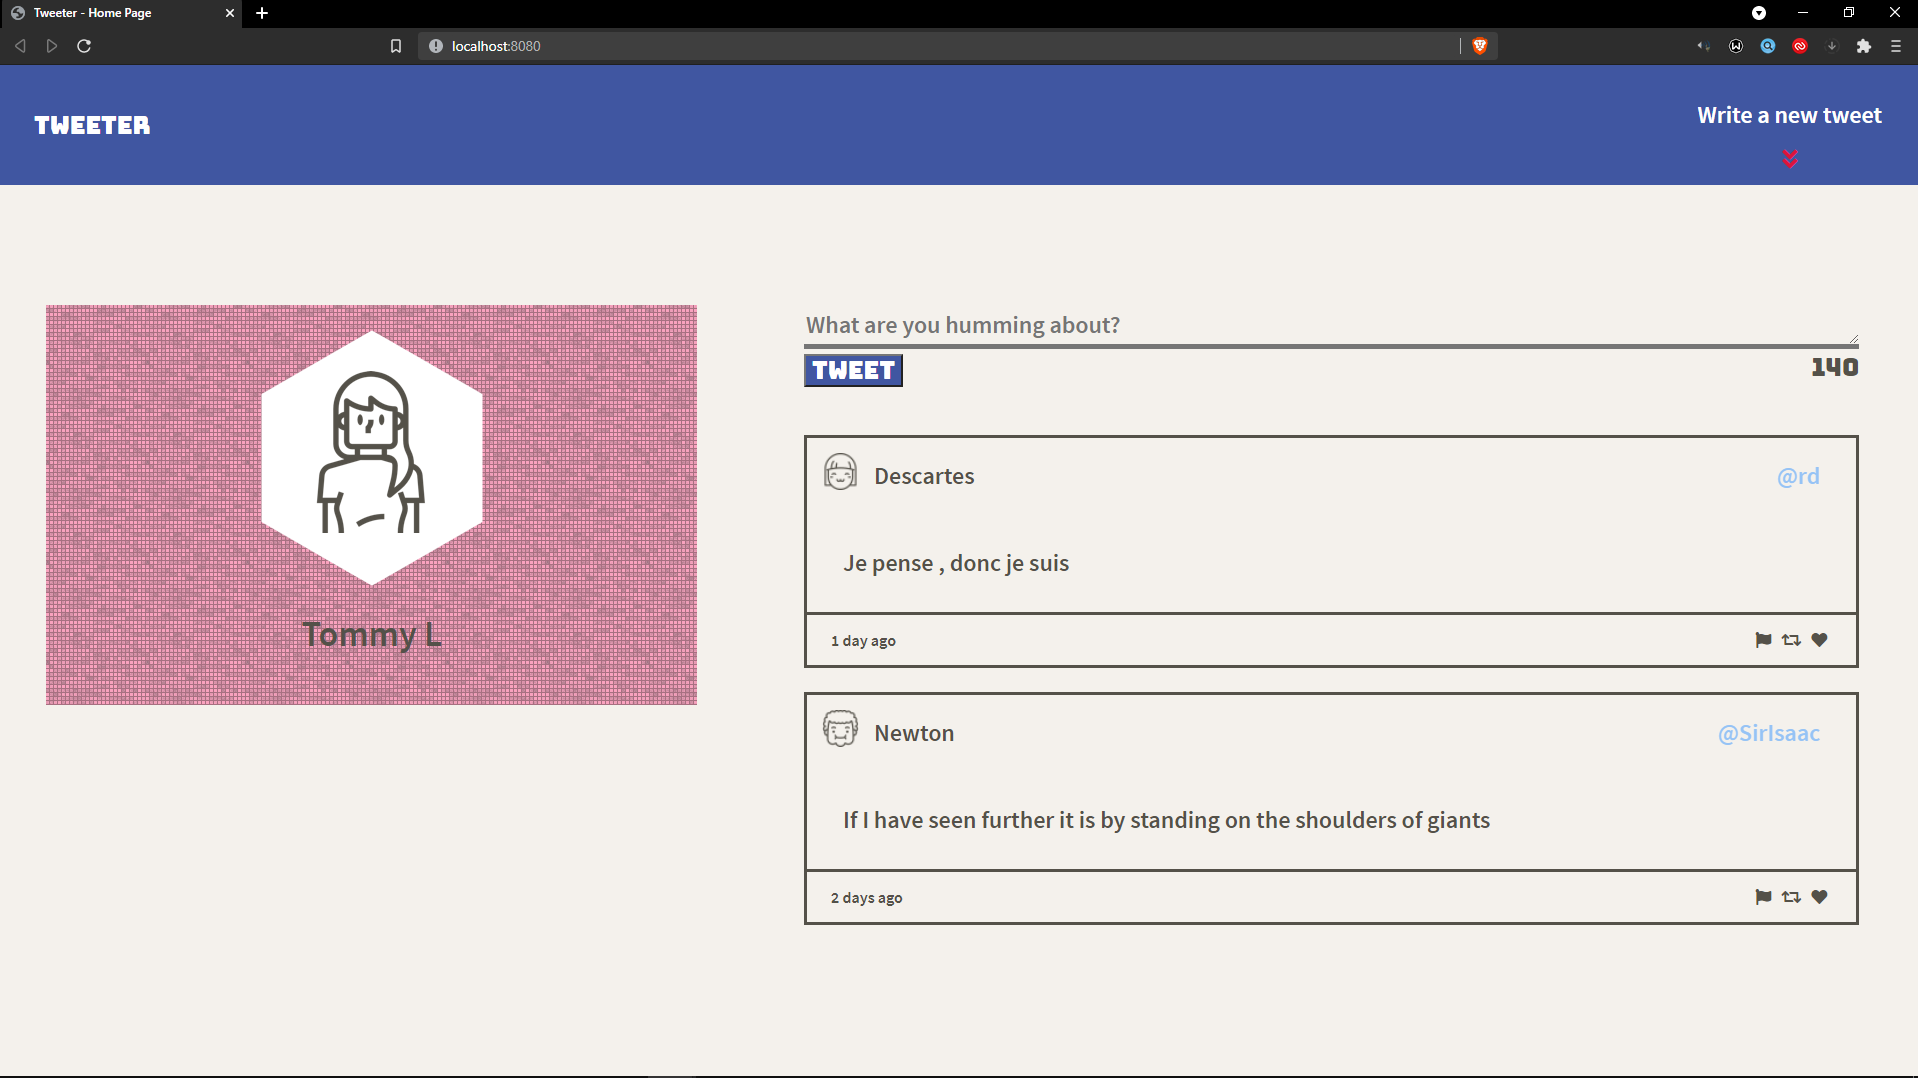 Tweeter - Home Page
localhost:8080
TWEETER
Write a new tweet
Tommy L
What are you humming about?
TWEET
140
Descartes
@rd
Je pense , donc je suis
1 day ago
Newton
@SirIsaac
If I have seen further it is by standing on the shoulders of giants
2 days ago